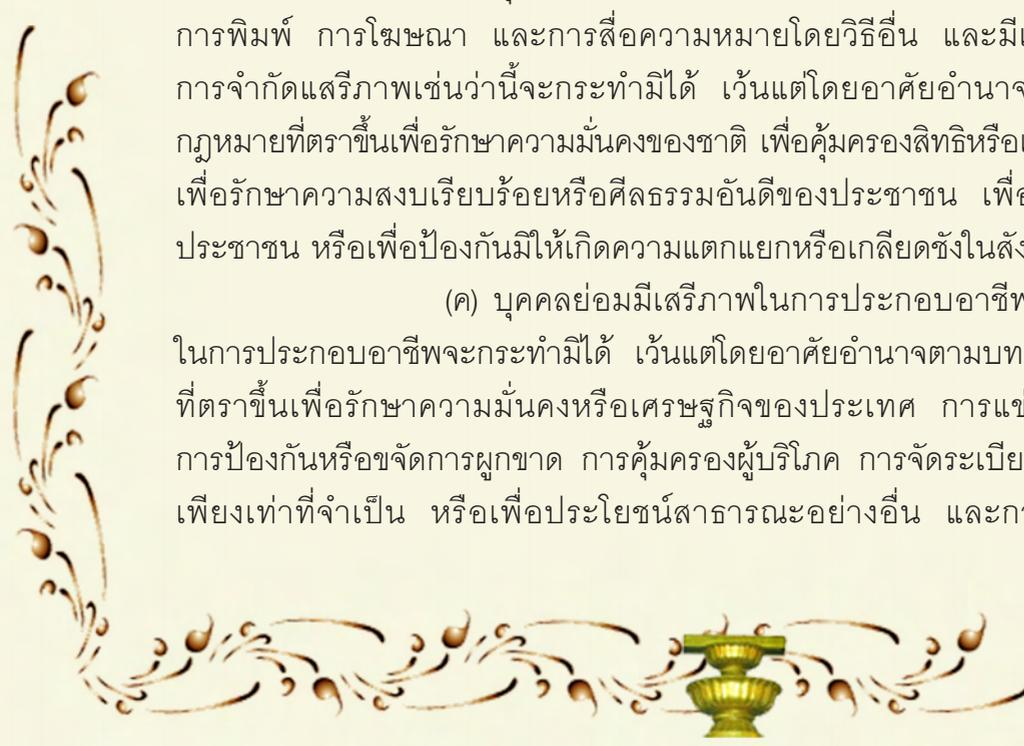 การพิมพ์ การโฆษณา และการสื่อความหมายโดยวิธีอื่น และมี
การจำกัดเสรีภาพเช่นว่านี้จะกระทำมิได้ เว้นแต่โดยอาศัยอำนาจ
กฎหมายที่ตราขึ้นเพื่อรักษาความมั่นคงของชาติ เพื่อคุ้มครองสิทธิหรือ
เพื่อรักษาความสงบเรียบร้อยหรือศีลธรรมอันดีของประชาชน เพื่อ
ประชาชน หรือเพื่อป้องกันมิให้เกิดความแตกแยกหรือเกลียดชังในสัง
(ค) บุคคลย่อมมีเสรีภาพในการประกอบอาชีพ
ในการประกอบอาชีพจะกระทำมิได้ เว้นแต่โดยอาศัยอำนาจตามบท
ที่ตราขึ้นเพื่อรักษาความมั่นคงหรือเศรษฐกิจของประเทศ การแข
การป้องกันหรือขจัดการผูกขาด การคุ้มครองผู้บริโภค การจัดระเบีย
เพียงเท่าที่จำเป็น หรือเพื่อประโยชน์สาธารณะอย่างอื่น และกา